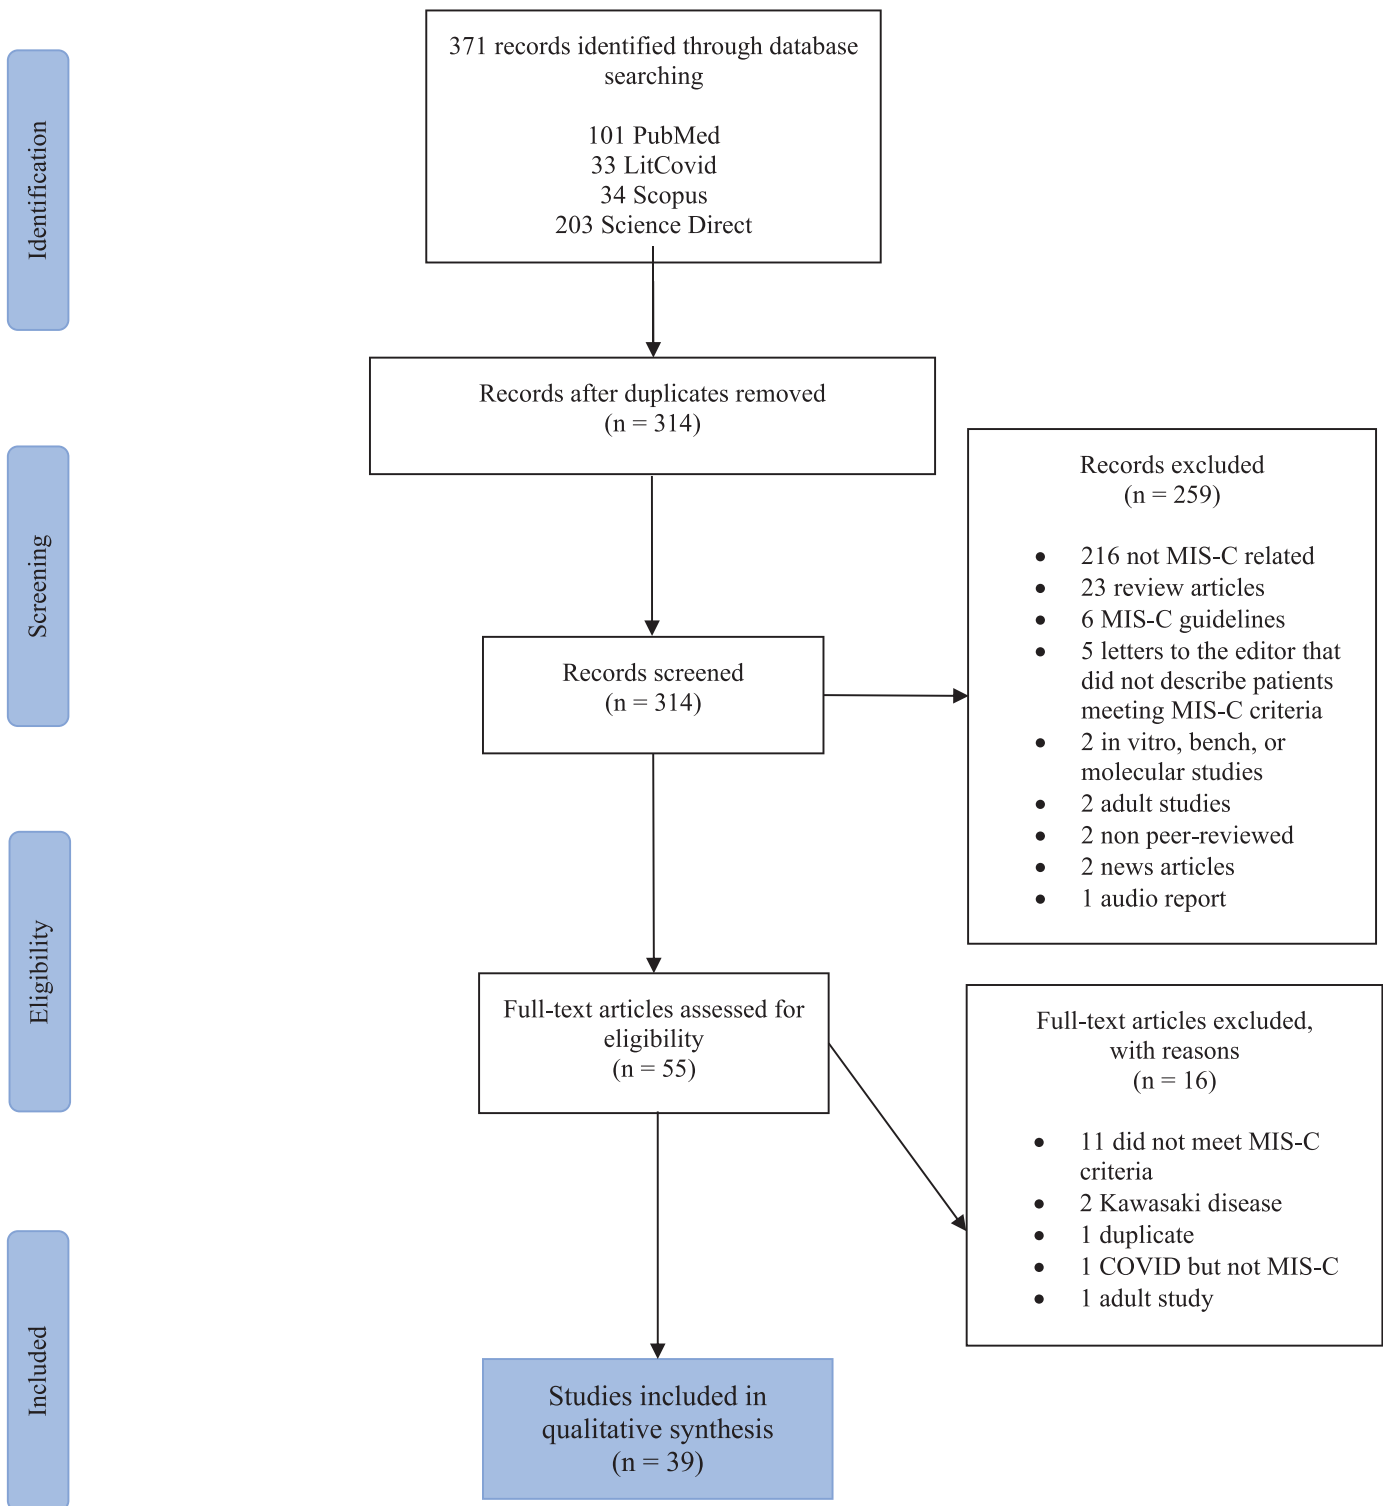 Identification
371 records identified through database
searching
101 PubMed
33 LitCovid
34 Scopus
203 Science Direct
Records after duplicates removed
(n = 314)
Screening
Records screened
(n = 314)
Records excluded
(n = 259)
• 216 not MIS-C related
• 23 review articles
• 6 MIS-C guidelines
• 5 letters to the editor that
did not describe patients
meeting MIS-C criteria
• 2 in vitro, bench, or
molecular studies
• 2 adult studies
• 2 non peer-reviewed
• 2 news articles
• 1 audio report
Eligibility
Full-text articles assessed for
eligibility
(n = 55)
Full-text articles excluded,
with reasons
(n = 16)
• 11 did not meet MIS-C
criteria
• 2 Kawasaki disease
• 1 duplicate
• 1 COVID but not MIS-C
• 1 adult study
Included
Studies included in
qualitative synthesis
(n = 39)